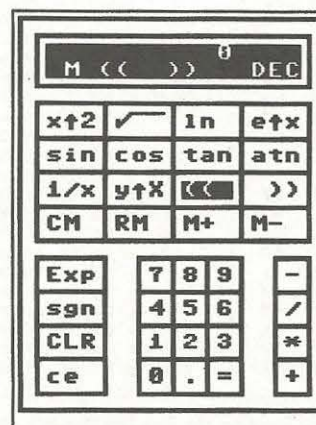 0
M (( )) DEC
x↑2 √ ln e↑x
sin cos tan atn
1/x y↑X (( ))
CM RM M+ M-
Exp 7 8 9 -
sgn 4 5 6 /
CLR 1 2 3 *
ce 0 . = +